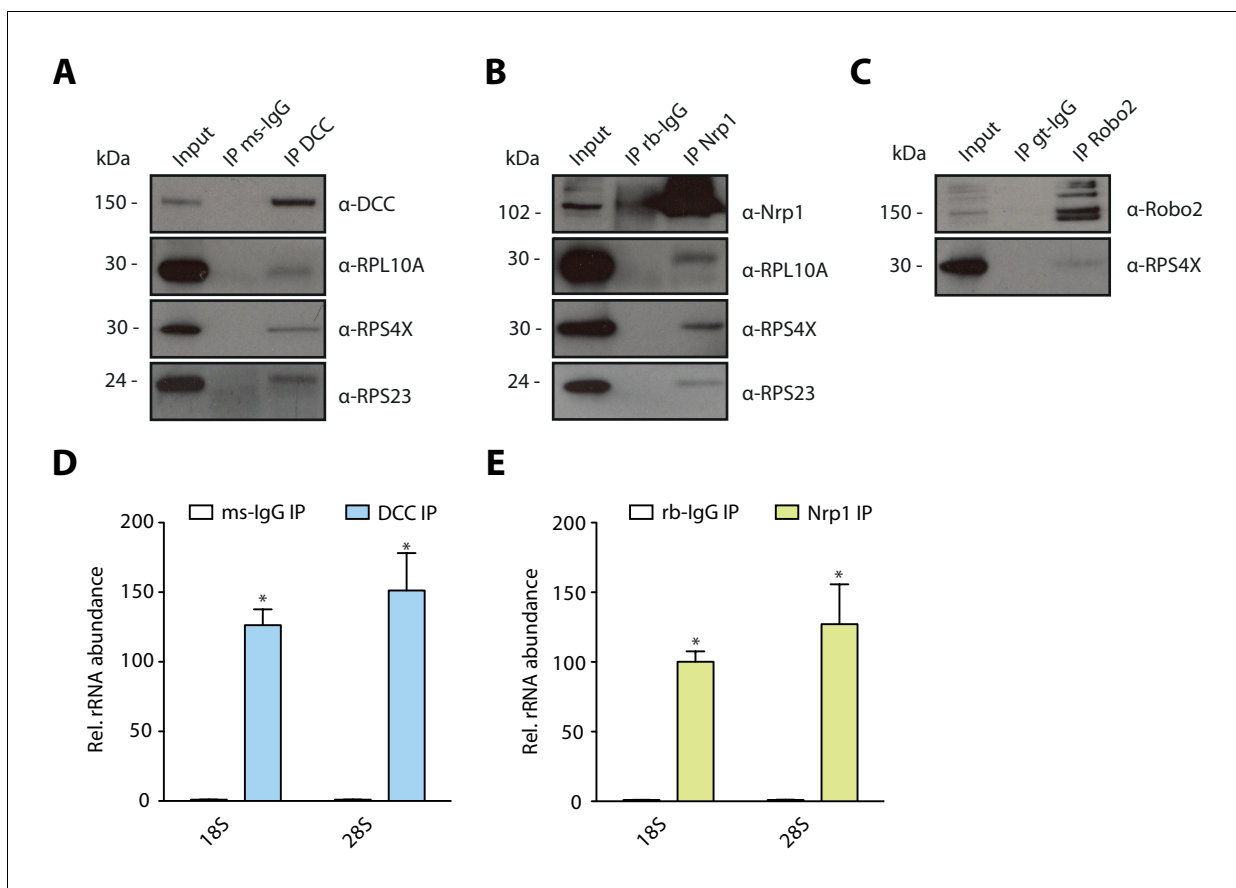 A
kDa
Input
IP ms-IgG
IP DCC
150 -
α-DCC
30 -
α-RPL10A
30 -
α-RPS4X
24 -
α-RPS23
B
kDa
Input
IP rb-IgG
IP Nrp1
102 -
α-Nrp1
30 -
α-RPL10A
30 -
α-RPS4X
24 -
α-RPS23
C
kDa
Input
IP gt-IgG
IP Robo2
150 -
α-Robo2
30 -
α-RPS4X
D
ms-IgG IP
DCC IP
Rel. rRNA abundance
200
150
100
50
0
*
*
18S
28S
E
rb-IgG IP
Nrp1 IP
Rel. rRNA abundance
200
150
100
50
0
*
*
18S
28S